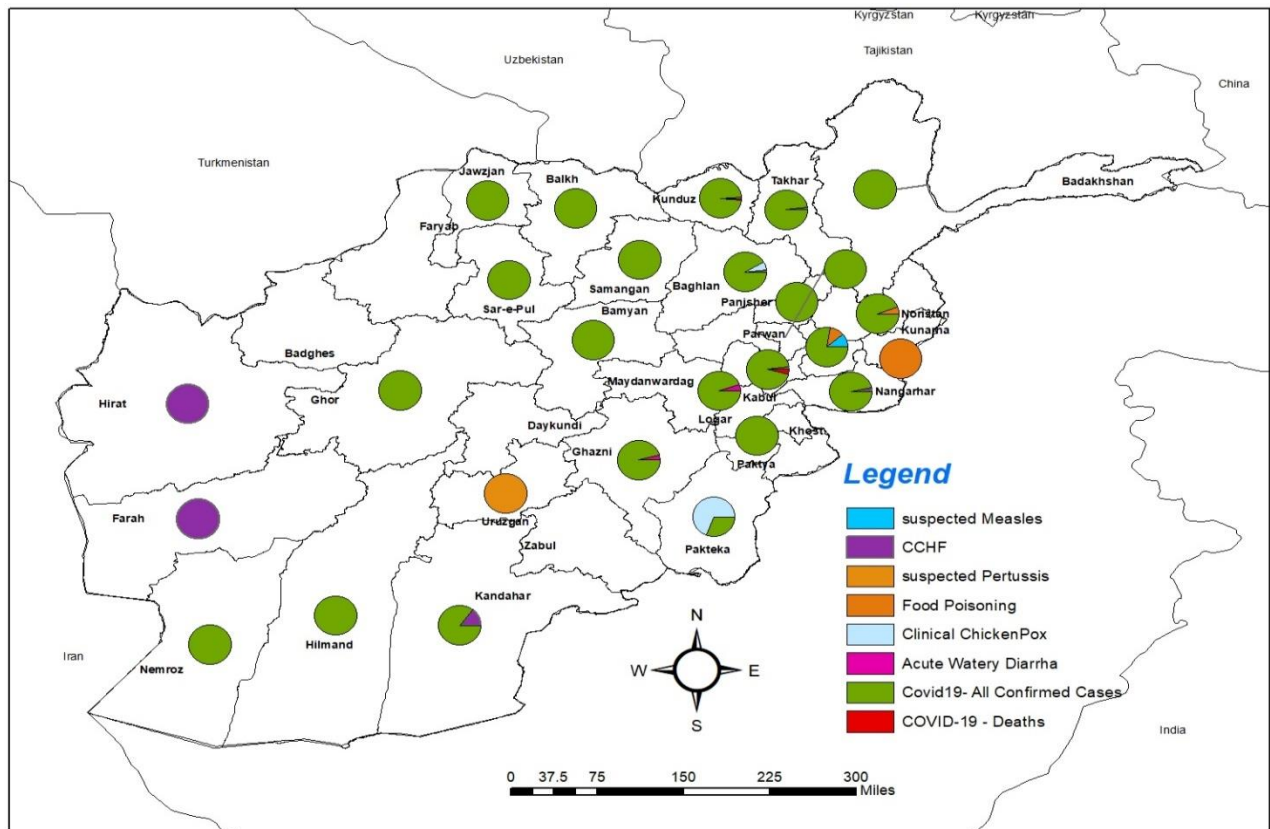 Kyrgyzstan
Kyrgyzstan
Tajikistan
Uzbekistan
China
Turkmenistan
Jawzjan
Balkh
Takhar
Kunduz
Badakhshan
Faryab
Baghlan
Samangan
Panjsher
Sar-e-Pul
Bamyan
Noristan
Kunarha
Parwan
Badghes
Maydanwardag
Kabul
Nangarhar
Hirat
Ghor
Logar
Daykundi
Khost
Ghazni
Paktya
Legend
Farah
Uruzgan
Zabul
Pakteka
suspected Measles
CCHF
suspected Pertussis
Food Poisoning
Clinical ChickenPox
Acute Watery Diarrha
Covid19- All Confirmed Cases
COVID-19 - Deaths
Kandahar
N
W
E
S
Iran
Nemroz
Hilmand
India
0 37.5 75 150 225 300
Miles